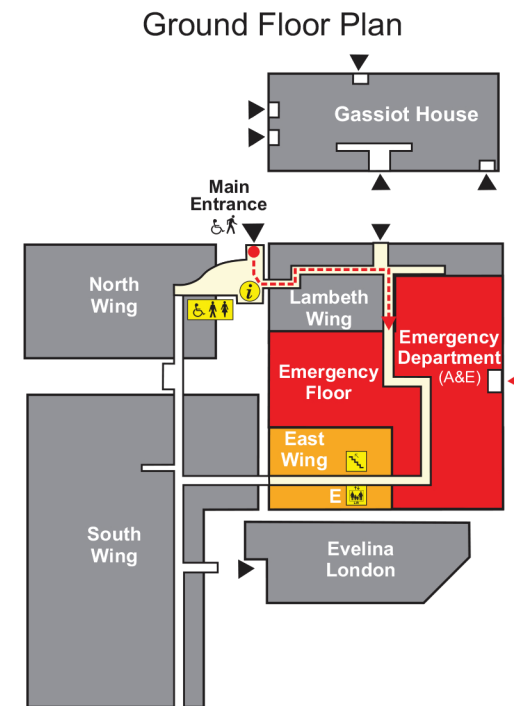 Ground Floor Plan
Gassiot House
Main
Entrance
North
Wing
i
Lambeth
Wing
Emergency
Department
(A&E)
Emergency
Floor
East
Wing
E
South
Wing
Evelina
London